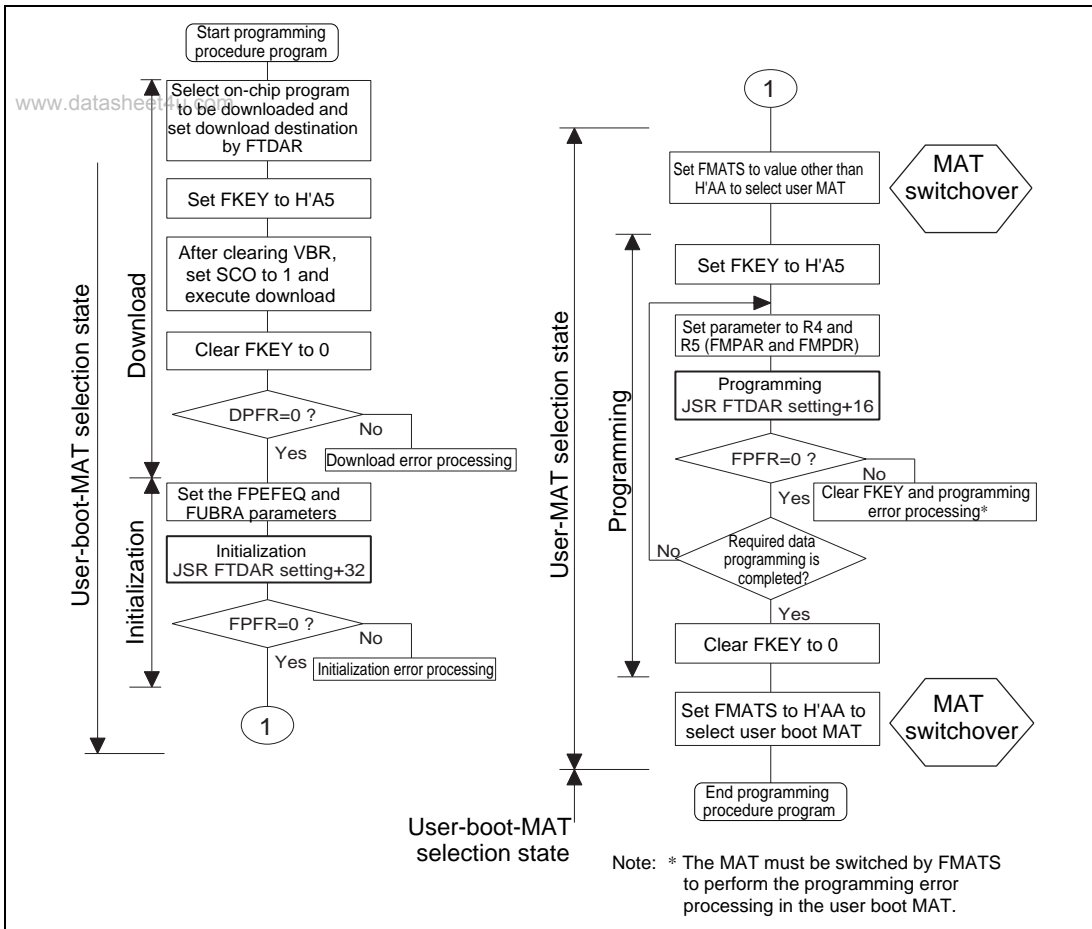 Start programming
procedure program
www.datasheet4u.com
Select on-chip program
to be downloaded and
set download destination
by FTDAR
Set FKEY to H'A5
After clearing VBR,
set SCO to 1 and
execute download
Clear FKEY to 0
DPFR=0 ?
No
Yes
Download error processing
Set the FPEFEQ and
FUBRA parameters
Initialization
JSR FTDAR setting+32
FPFR=0 ?
No
Yes
Initialization error processing
1
User-boot-MAT selection state
Download
Initialization
1
Set FMATS to value other than
H'AA to select user MAT
MAT
switchover
Set FKEY to H'A5
Set parameter to R4 and
R5 (FMPAR and FMPDR)
Programming
JSR FTDAR setting+16
FPFR=0 ?
No
Yes
Clear FKEY and programming
error processing*
Required data
programming is
completed?
No
Yes
Clear FKEY to 0
Set FMATS to H'AA to
select user boot MAT
MAT
switchover
End programming
procedure program
User-MAT selection state
Programming
User-boot-MAT
selection state
Note: * The MAT must be switched by FMATS
to perform the programming error
processing in the user boot MAT.